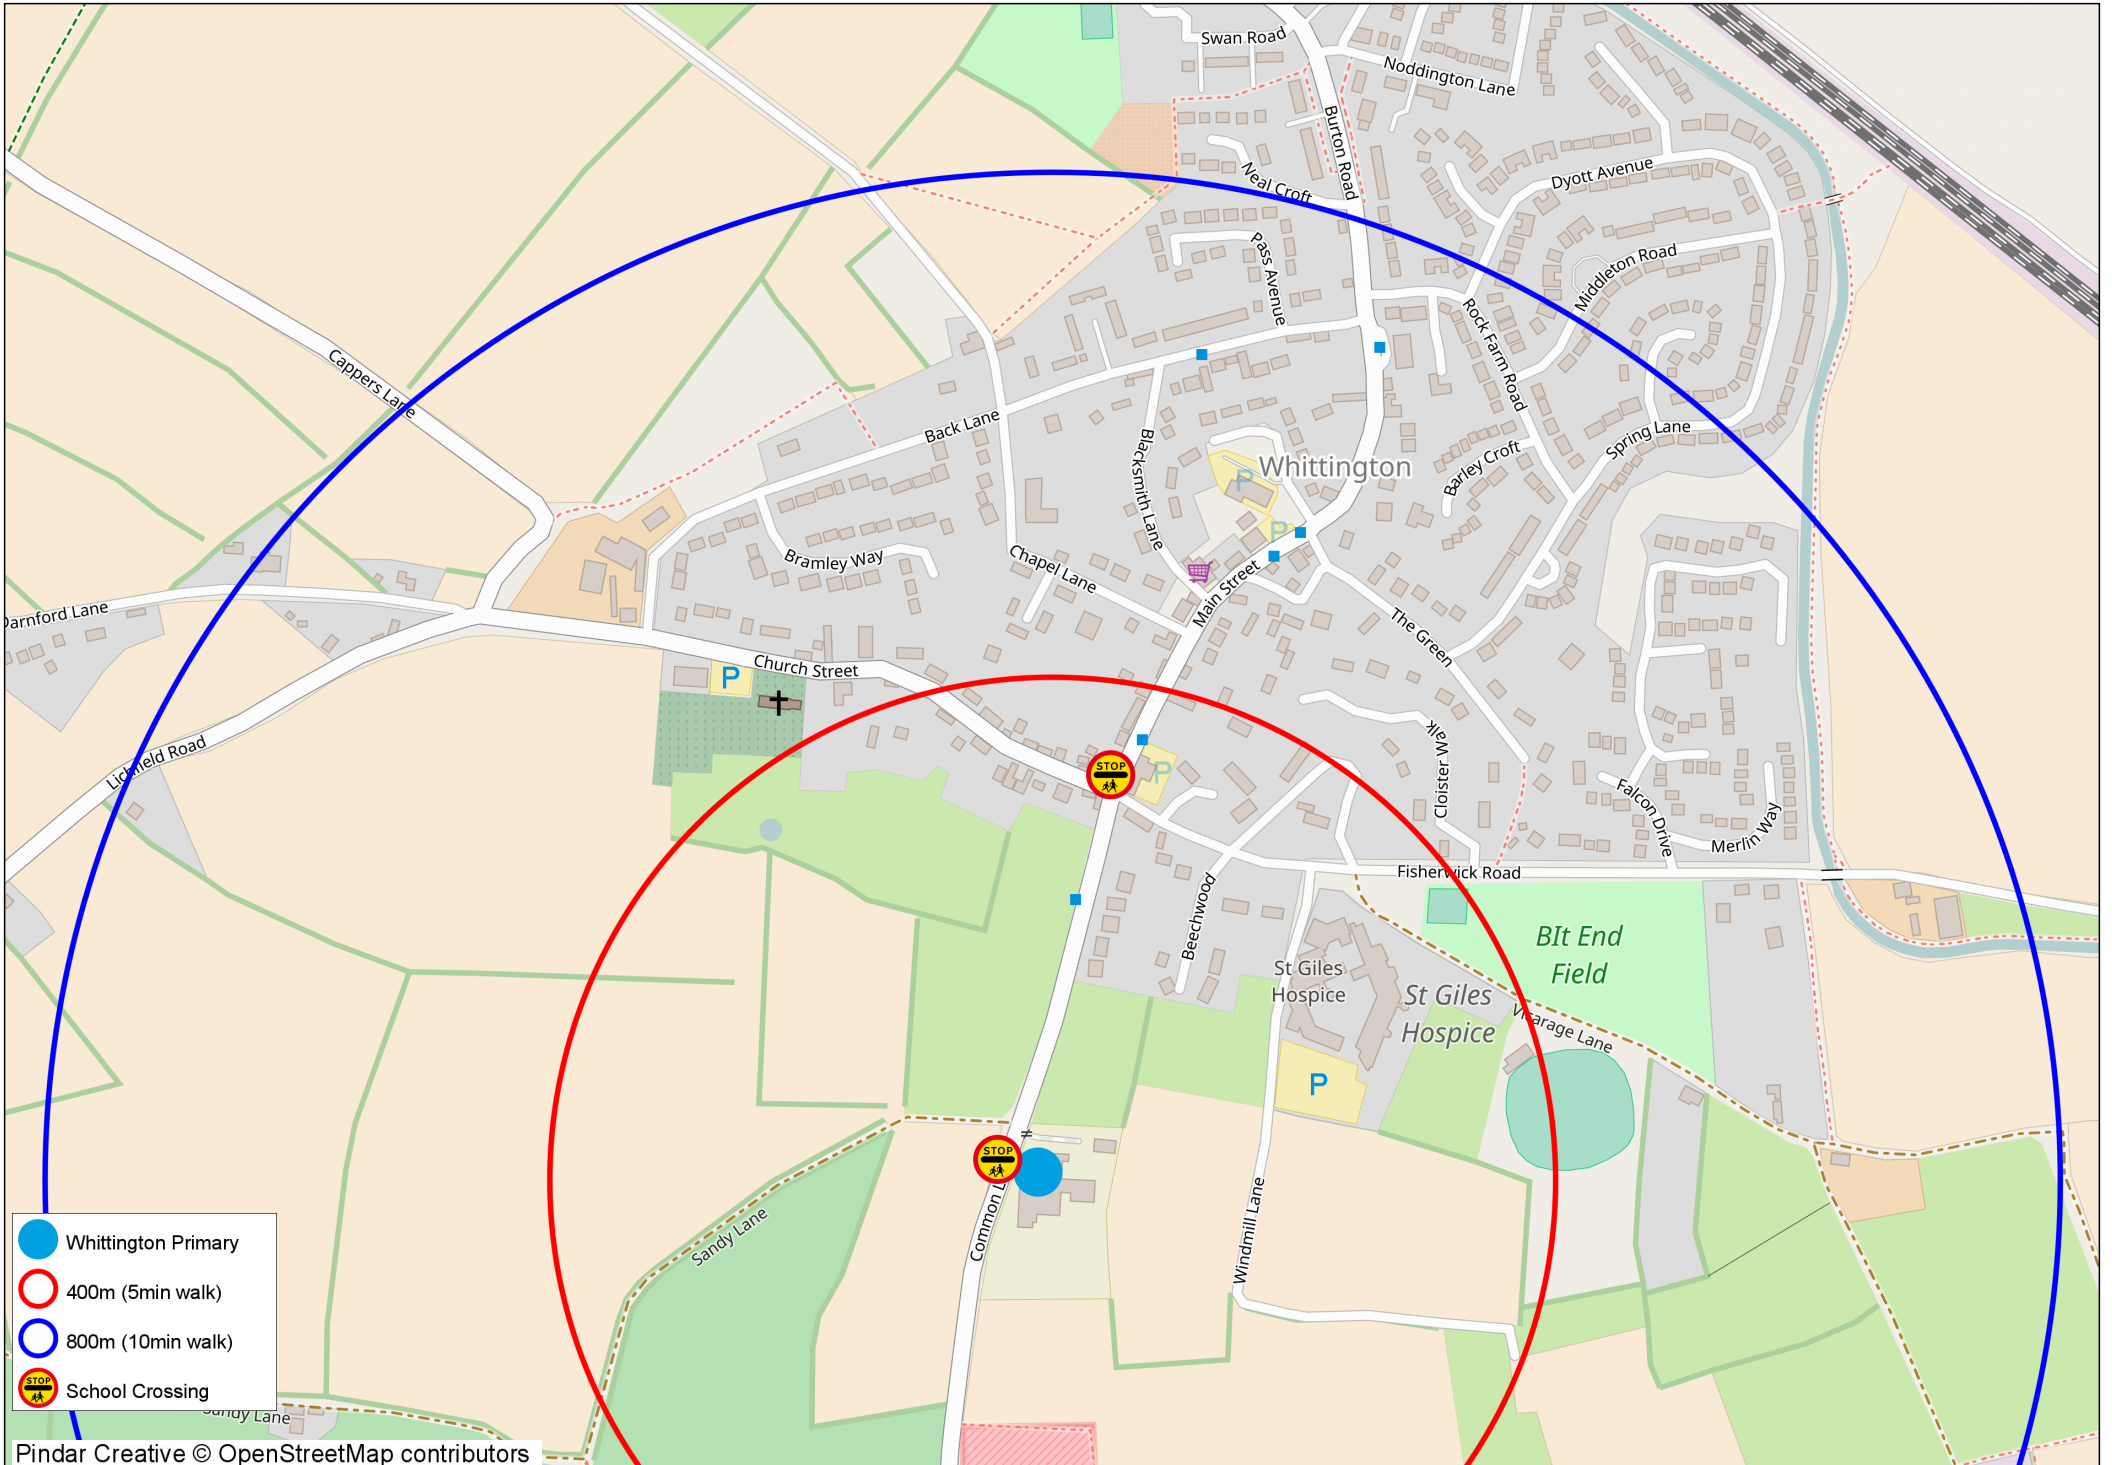 Swan Road
Noddington Lane
Burton Road
Neal Croft
Dyott Avenue
Pass Avenue
Middleton Road
Rock Farm Road
Cappers Lane
Back Lane
Blacksmith Lane
Whittington
P
Spring Lane
Barley Croft
P
Bramley Way
Chapel Lane
Main Street
Darnford Lane
The Green
Church Street
P
Lichfield Road
Cloister Walk
STOP
P
Falcon Drive
Merlin Way
Fisherwick Road
Beechwood
BIt End
Field
St Giles
Hospice
St Giles
Hospice
Vicarage Lane
P
STOP
Common L
Sandy Lane
Windmill Lane
Whittington Primary
400m (5min walk)
800m (10min walk)
STOP
School Crossing
Sandy Lane
Pindar Creative © OpenStreetMap contributors